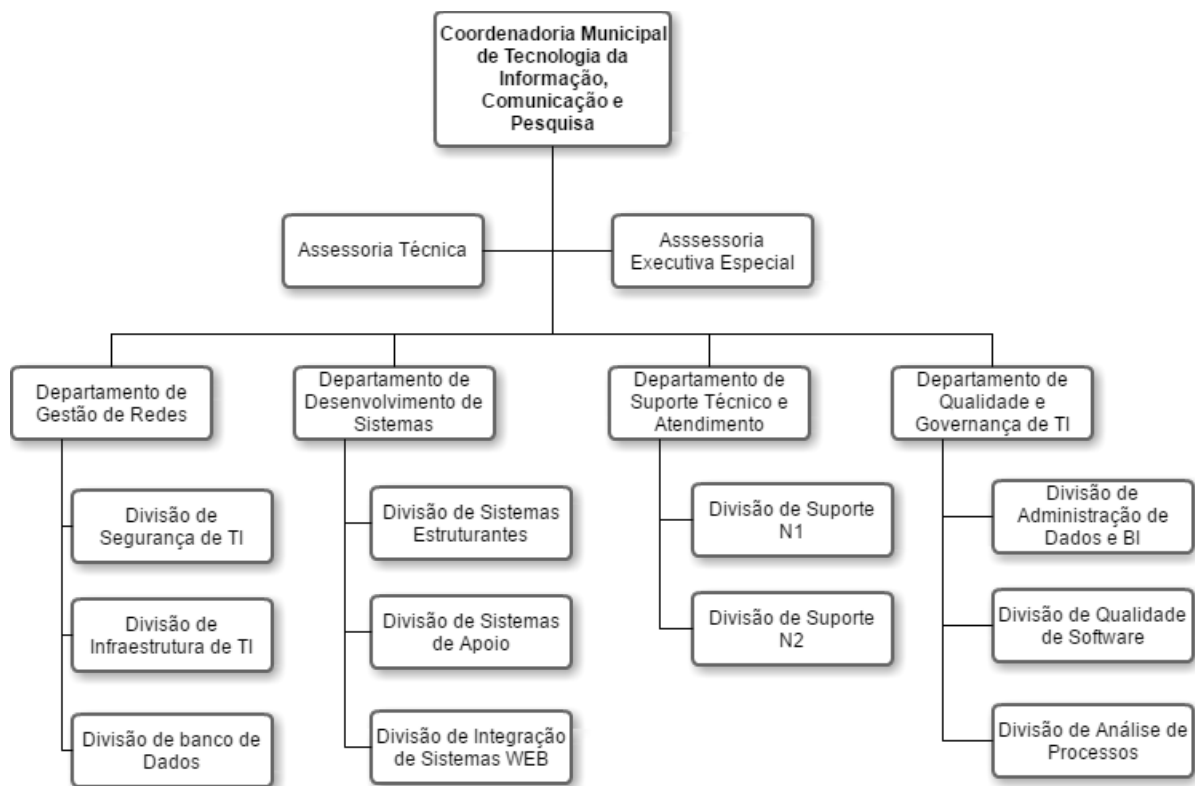 Coordenadoria Municipal
de Tecnologia da
Informação,
Comunicação e
Pesquisa
Assessoria Técnica
Asssessoria
Executiva Especial
Departamento de
Gestão de Redes
Departamento de
Desenvolvimento de
Sistemas
Departamento de
Suporte Técnico e
Atendimento
Departamento de
Qualidade e
Governança de TI
Divisão de
Segurança de TI
Divisão de
Infraestrutura de TI
Divisão de banco de
Dados
Divisão de Sistemas
Estruturantes
Divisão de Sistemas
de Apoio
Divisão de Integração
de Sistemas WEB
Divisão de Suporte
N1
Divisão de Suporte
N2
Divisão de
Administração de
Dados e BI
Divisão de Qualidade
de Software
Divisão de Análise de
Processos